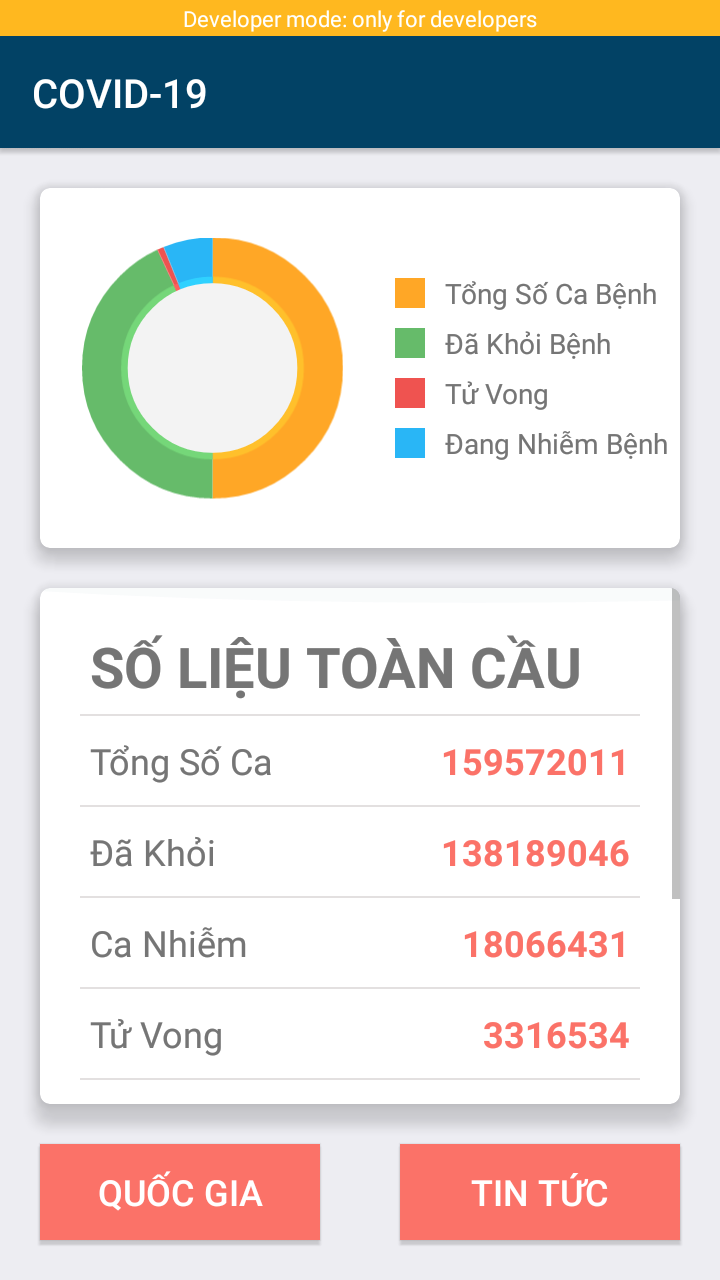 Developer mode: only for developers
COVID-19
Tổng Số Ca Bệnh
Đã Khỏi Bệnh
Tử Vong
Đang Nhiễm Bệnh
SỐ LIỆU TOÀN CẦU
Tổng Số Ca 159572011
Đã Khỏi 138189046
Ca Nhiễm 18066431
Tử Vong 3316534
QUỐC GIA TIN TỨC